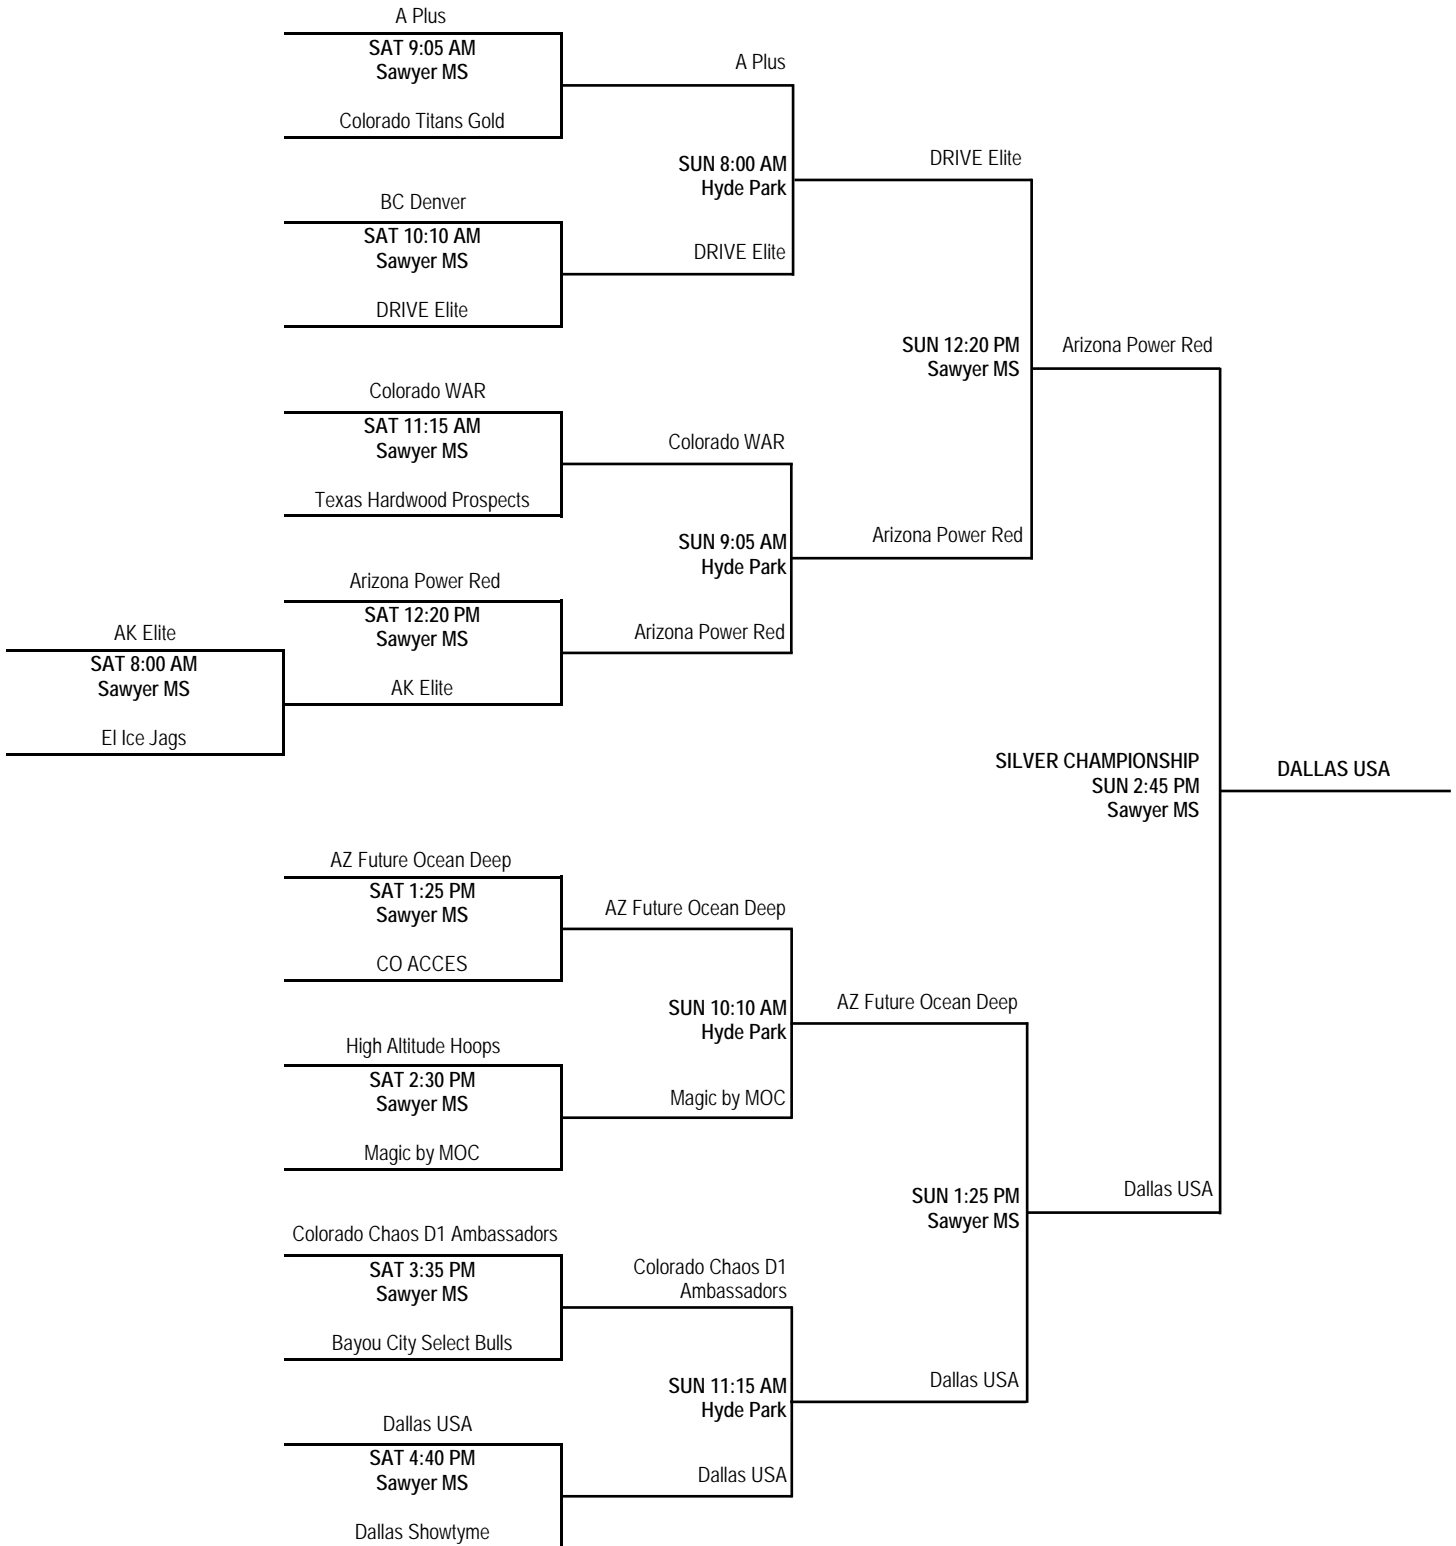 A Plus
SAT 9:05 AM
Sawyer MS
Colorado Titans Gold
BC Denver
SAT 10:10 AM
Sawyer MS
DRIVE Elite
Colorado WAR
SAT 11:15 AM
Sawyer MS
Texas Hardwood Prospects
Arizona Power Red
SAT 12:20 PM
Sawyer MS
AK Elite
AK Elite
SAT 8:00 AM
Sawyer MS
El Ice Jags
A Plus
SUN 8:00 AM
Hyde Park
DRIVE Elite
Colorado WAR
SUN 9:05 AM
Hyde Park
Arizona Power Red
DRIVE Elite
SUN 12:20 PM
Sawyer MS
Arizona Power Red
Arizona Power Red
SILVER CHAMPIONSHIP
SUN 2:45 PM
Sawyer MS
DALLAS USA
AZ Future Ocean Deep
SAT 1:25 PM
Sawyer MS
CO ACCES
High Altitude Hoops
SAT 2:30 PM
Sawyer MS
Magic by MOC
Colorado Chaos D1 Ambassadors
SAT 3:35 PM
Sawyer MS
Bayou City Select Bulls
Dallas USA
SAT 4:40 PM
Sawyer MS
Dallas Showtyme
AZ Future Ocean Deep
SUN 10:10 AM
Hyde Park
Magic by MOC
Colorado Chaos D1
Ambassadors
SUN 11:15 AM
Hyde Park
Dallas USA
AZ Future Ocean Deep
SUN 1:25 PM
Sawyer MS
Dallas USA
Dallas USA